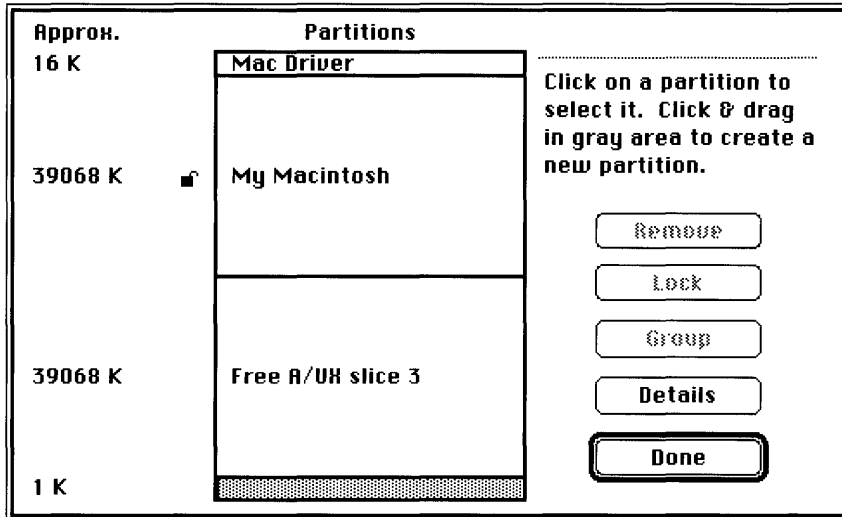 Approx. Partitions
16 K Mac Driver
Click on a partition to
select it. Click & drag
in gray area to create a
new partition.
39068 K My Macintosh
Remove
Lock
Group
39068 K Free A/UX slice 3
Details
Done
1 K